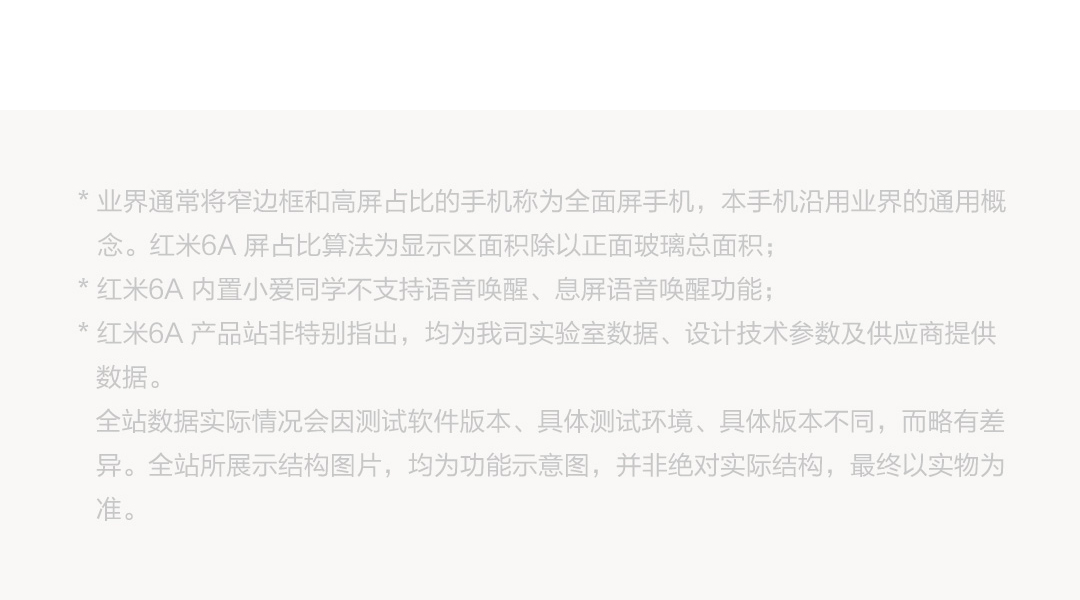 * 业界通常将窄边框和高屏占比的手机称为全面屏手机，本手机沿用业界的通用概
念。红米6A 屏占比算法为显示区面积除以正面玻璃总面积；
* 红米6A 内置小爱同学不支持语音唤醒、息屏语音唤醒功能；
* 红米6A 产品站非特别指出，均为我司实验室数据、设计技术参数及供应商提供
数据。
全站数据实际情况会因测试软件版本、具体测试环境、具体版本不同，而略有差
异。全站所展示结构图片，均为功能示意图，并非绝对实际结构，最终以实物为
准。